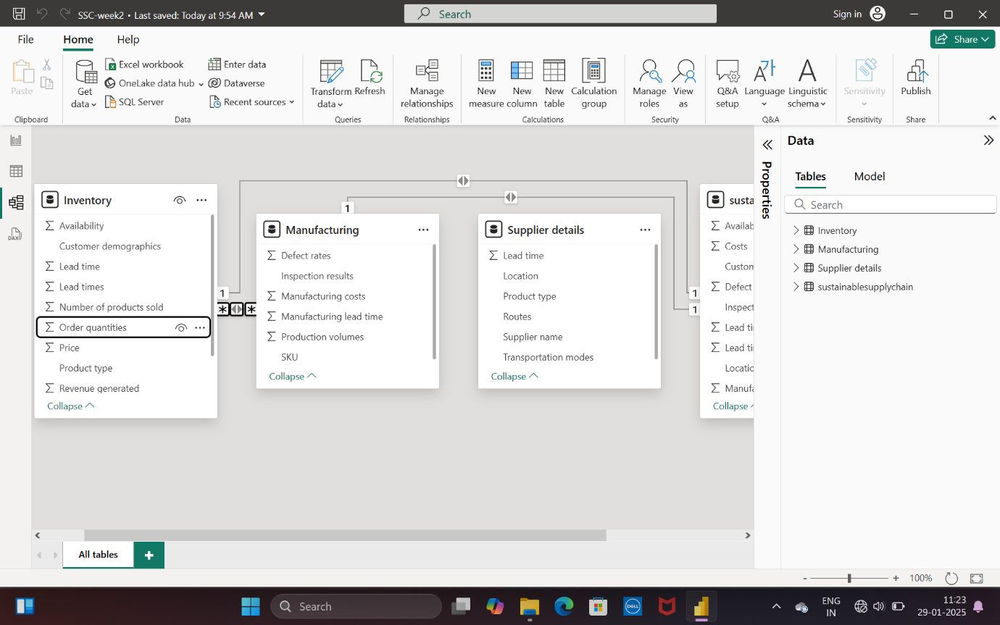 SSC-week2 • Last saved: Today at 9:54 AM
Search
Sign in
File
Home
Help
Share
Paste
Clipboard
Get data
Excel workbook
OneLake data hub
SQL Server
Enter data
Dataverse
Recent sources
Data
Transform data
Refresh
Queries
Manage relationships
Relationships
New measure
New column
New table
Calculation group
Calculations
Manage roles
View as
Security
Q&A setup
Language
Linguistic schema
Q&A
Sensitivity
Sensitivity
Publish
Share
DAX
Inventory
Availability
Customer demographics
Lead time
Lead times
Number of products sold
Order quantities
Price
Product type
Revenue generated
Collapse
1
* *
1
Manufacturing
Defect rates
Inspection results
Manufacturing costs
Manufacturing lead time
Production volumes
SKU
Collapse
Supplier details
Lead time
Location
Product type
Routes
Supplier name
Transportation modes
Collapse
1
1
susta
Availab
Costs
Custom
Defect
Inspect
Lead ti
Lead ti
Locatio
Manufa
Collapse
Properties
Data
Tables
Model
Search
Inventory
Manufacturing
Supplier details
sustainablesupplychain
All tables
- + 100%
Search
DELL
ENG
IN
11:23
29-01-2025